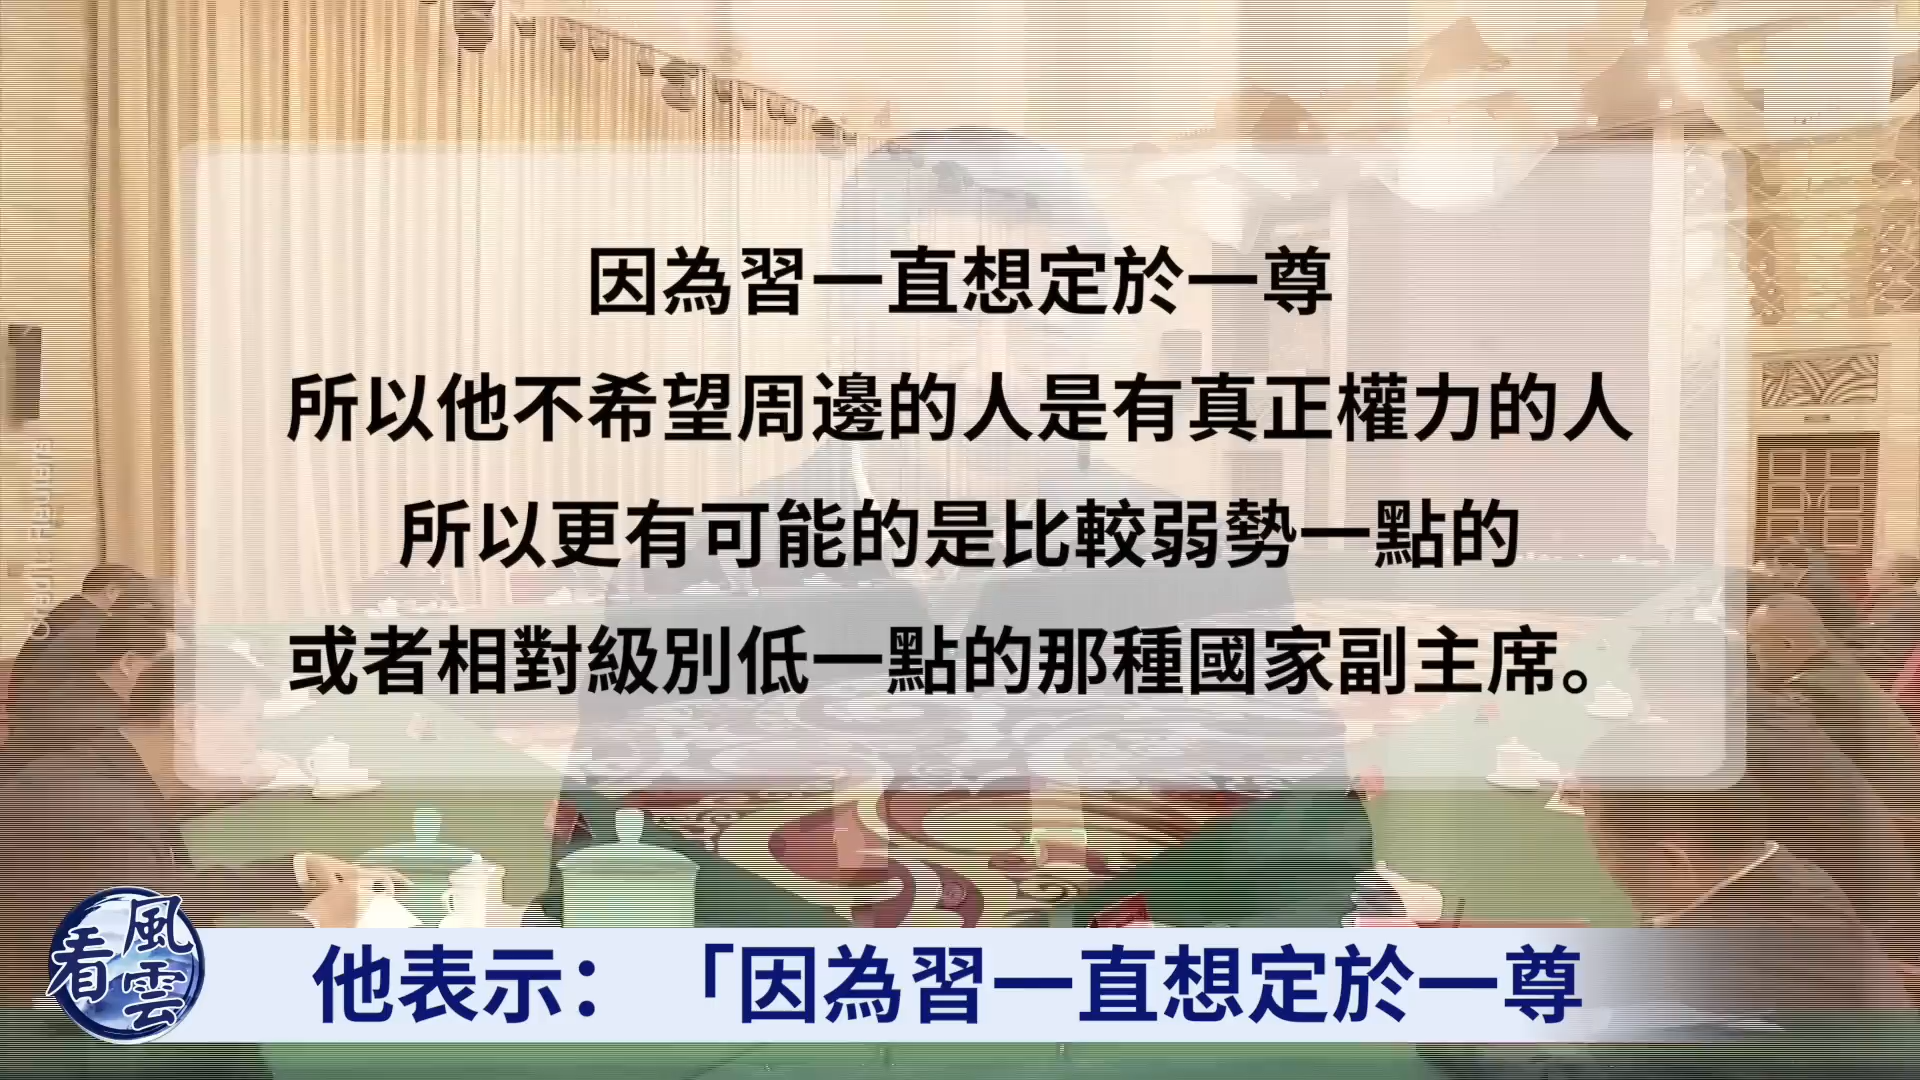 因為習一直想定於一尊
所以他不希望周邊的人是有真正權力的人
所以更有可能的是比較弱勢一點的
或者相對級別低一點的那種國家副主席。
Credit: Reuters
看風雲
他表示：「因為習一直想定於一尊